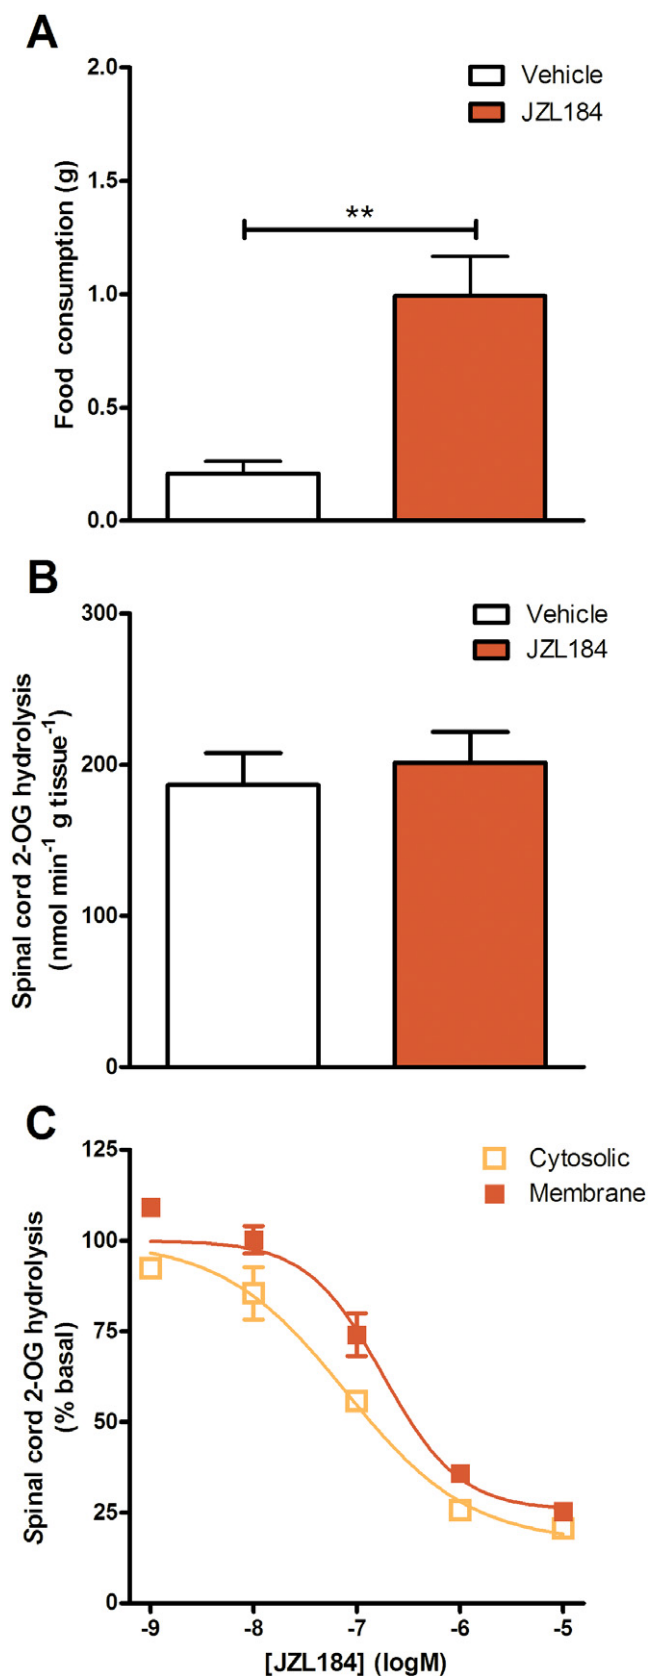 A
2.0
Vehicle
JZL184
1.5
**
1.0
0.5
0.0
Food consumption (g)
B
300
Vehicle
JZL184
200
100
0
Spinal cord 2-OG hydrolysis
(nmol min⁻¹ g tissue⁻¹)
C
125
Cytosolic
Membrane
100
75
50
25
0
Spinal cord 2-OG hydrolysis
(% basal)
-9 -8 -7 -6 -5
[JZL184] (logM)